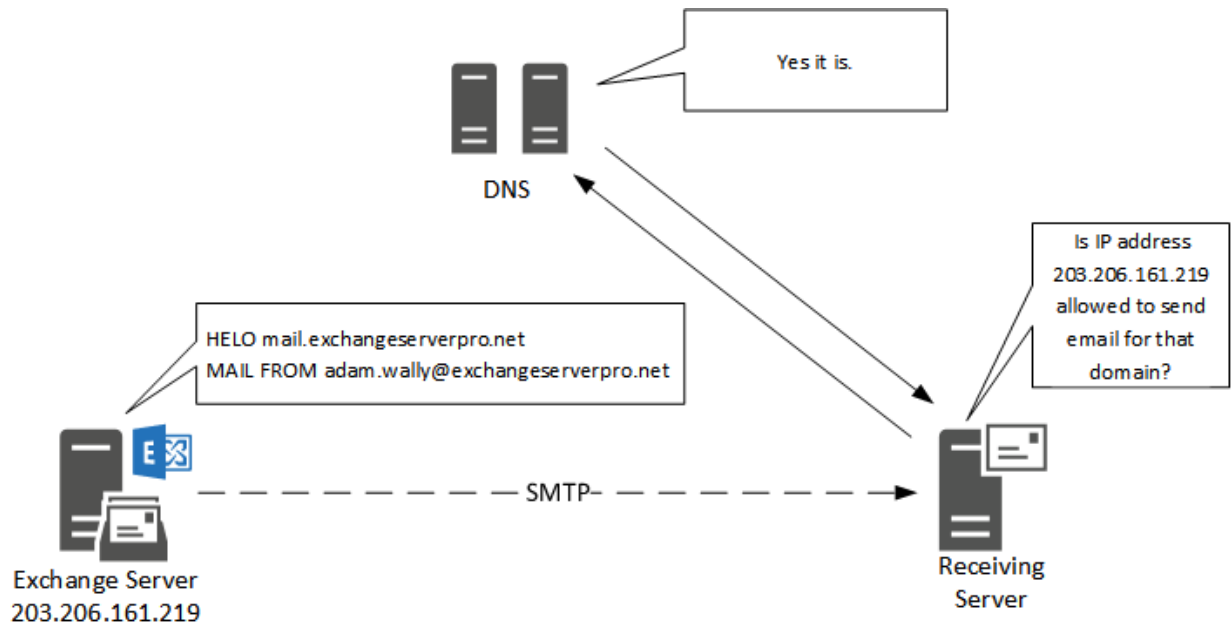 Yes it is.
DNS
Is IP address
203.206.161.219
allowed to send
email for that
domain?
HELO mail.exchangeserverpro.net
MAIL FROM adam.wally@exchangeserverpro.net
E
SMTP
Exchange Server
203.206.161.219
Receiving
Server